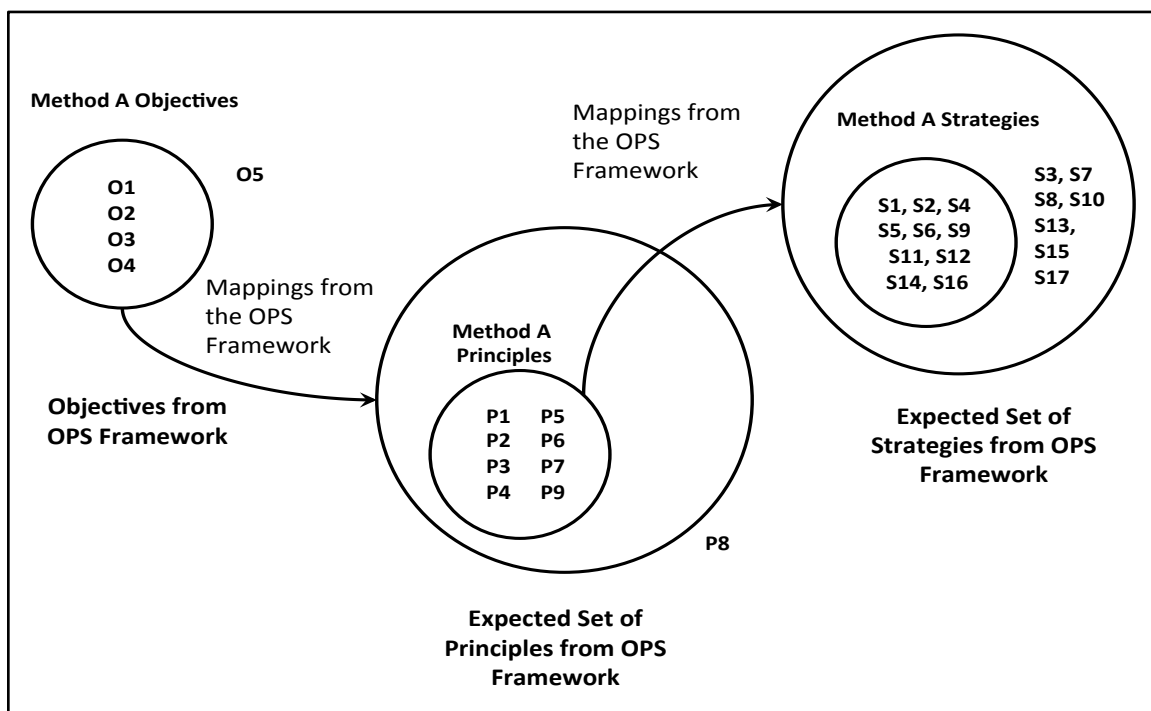 Method A Objectives
O1
O2
O3
O4
O5
Mappings from
the OPS
Framework
Objectives from
OPS Framework
Method A
Principles
P1 P5
P2 P6
P3 P7
P4 P9
P8
Expected Set of
Principles from OPS
Framework
Mappings from
the OPS
Framework
Method A Strategies
S1, S2, S4
S5, S6, S9
S11, S12
S14, S16
S3, S7
S8, S10
S13,
S15
S17
Expected Set of
Strategies from OPS
Framework